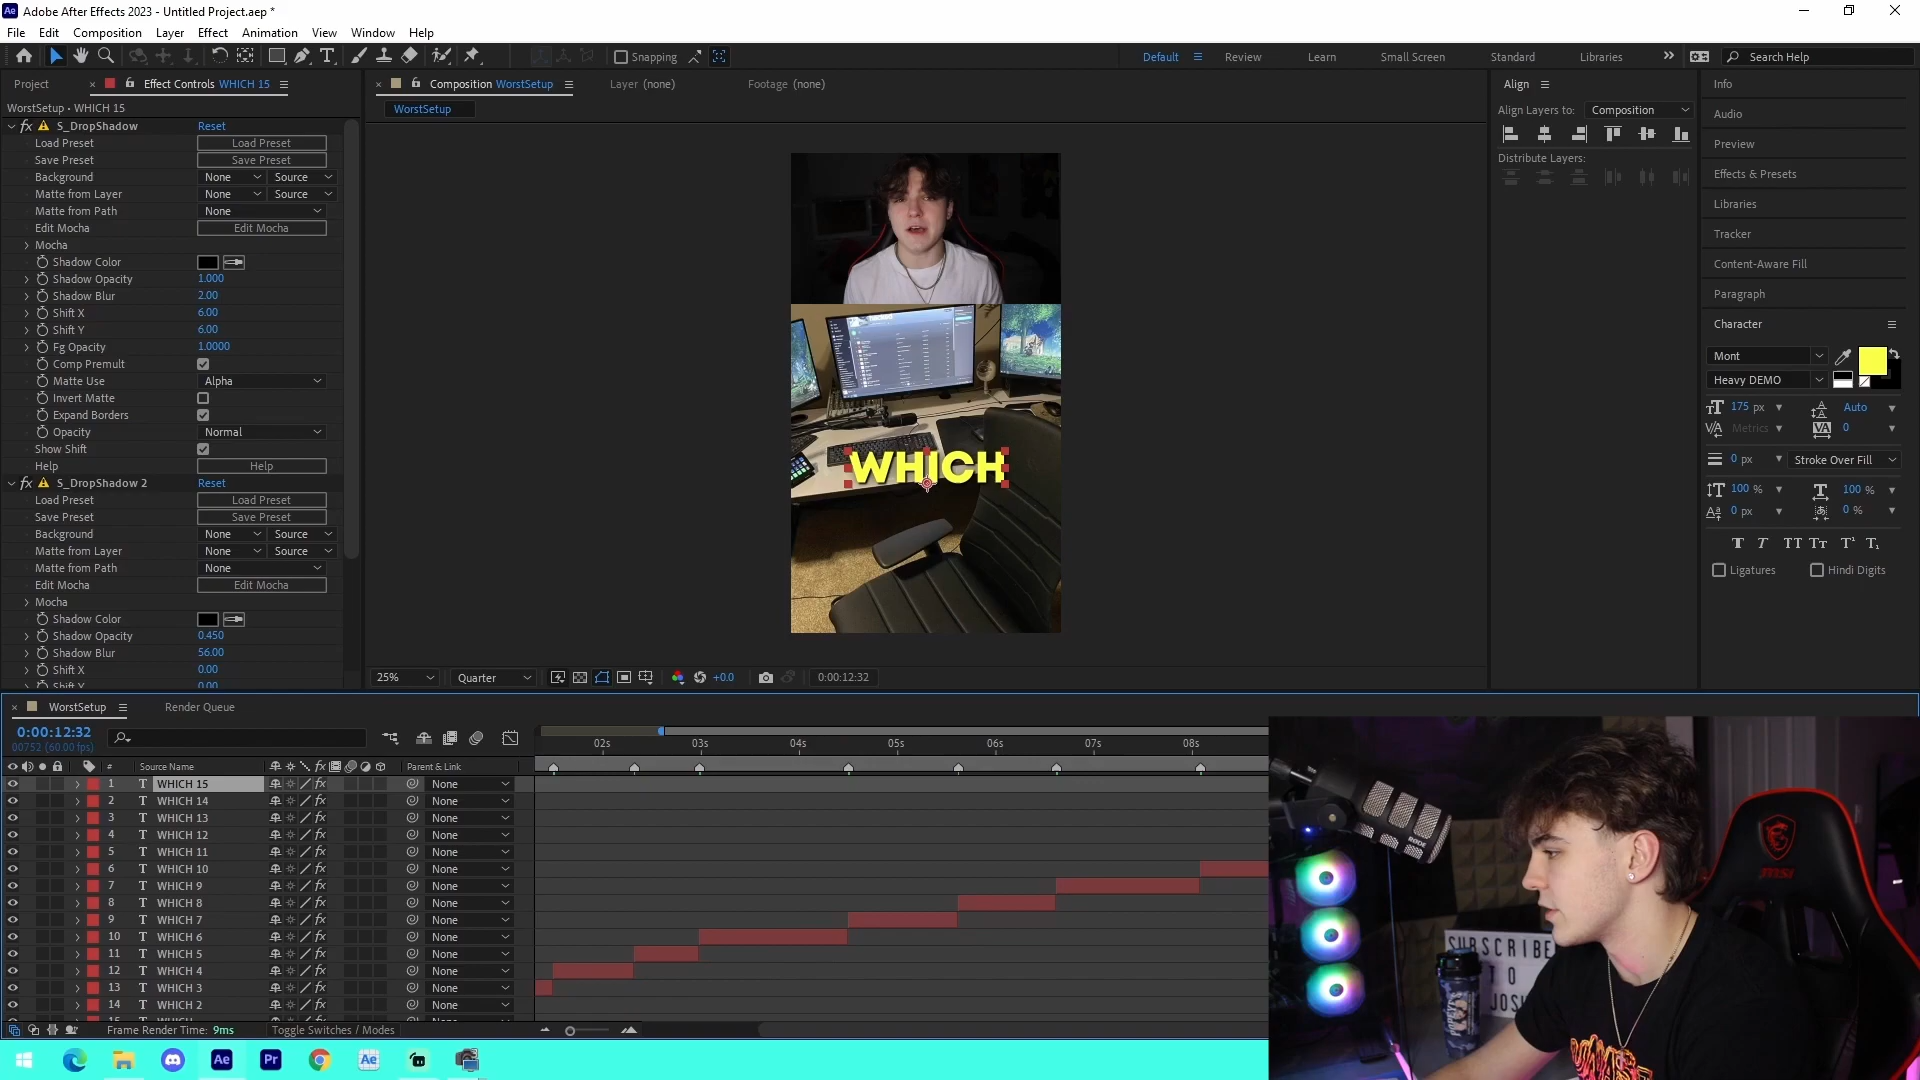 Adobe After Effects 2023 - Untitled Project.aep *
File Edit Composition Layer Effect Animation View Window Help
Snapping
Default Review Learn Small Screen Standard Libraries Search Help
Project
Effect Controls WHICH 15
WorstSetup • WHICH 15
S_DropShadow Reset
Load Preset Load Preset
Save Preset Save Preset
Background None Source
Matte from Layer None Source
Matte from Path None
Edit Mocha Edit Mocha
Mocha
Shadow Color
Shadow Opacity 1.000
Shadow Blur 2.00
Shift X 6.00
Shift Y 6.00
Fg Opacity 1.0000
Comp Premult
Matte Use Alpha
Invert Matte
Expand Borders
Opacity Normal
Show Shift
Help Help
S_DropShadow 2 Reset
Load Preset Load Preset
Save Preset Save Preset
Background None Source
Matte from Layer None Source
Matte from Path None
Edit Mocha Edit Mocha
Mocha
Shadow Color
Shadow Opacity 0.450
Shadow Blur 56.00
Shift X 0.00
Shift Y 0.00
Composition WorstSetup
Layer (none)
Footage (none)
WorstSetup
WHICH
25% Quarter +0.0 0:00:12:32
Align
Align Layers to: Composition
Distribute Layers:
Info
Audio
Preview
Effects & Presets
Libraries
Tracker
Content-Aware Fill
Paragraph
Character
Mont
Heavy DEMO
175 px Auto
Metrics 0
0 px Stroke Over Fill
100 % 100 %
0 px 0 %
T T TT Tт T¹ T₁
Ligatures Hindi Digits
WorstSetup
Render Queue
0:00:12:32
00752 (60.00 fps)
02s 03s 04s 05s 06s 07s 08s
# Source Name Parent & Link
1 T WHICH 15 None
2 T WHICH 14 None
3 T WHICH 13 None
4 T WHICH 12 None
5 T WHICH 11 None
6 T WHICH 10 None
7 T WHICH 9 None
8 T WHICH 8 None
9 T WHICH 7 None
10 T WHICH 6 None
11 T WHICH 5 None
12 T WHICH 4 None
13 T WHICH 3 None
14 T WHICH 2 None
Frame Render Time: 9ms Toggle Switches / Modes
Ae Pr Ae
RODE
msi
SUBSCRIBE
TO
JOSH